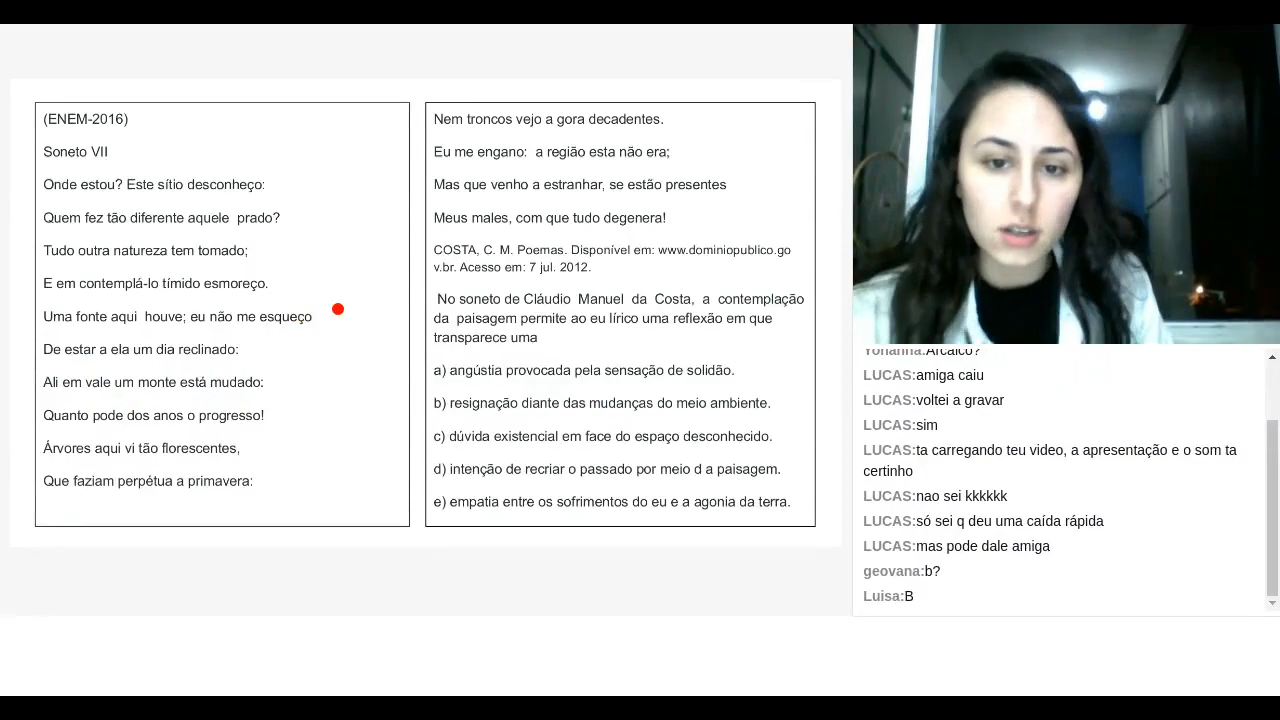 (ENEM-2016)
Soneto VII
Onde estou? Este sítio desconheço:
Quem fez tão diferente aquele prado?
Tudo outra natureza tem tomado;
E em contemplá-lo tímido esmoreço.
Uma fonte aqui houve; eu não me esqueço
De estar a ela um dia reclinado:
Ali em vale um monte está mudado:
Quanto pode dos anos o progresso!
Árvores aqui vi tão florescentes,
Que faziam perpétua a primavera:
Nem troncos vejo a gora decadentes.
Eu me engano: a região esta não era;
Mas que venho a estranhar, se estão presentes
Meus males, com que tudo degenera!
COSTA, C. M. Poemas. Disponível em: www.dominiopublico.go
v.br. Acesso em: 7 jul. 2012.
No soneto de Cláudio Manuel da Costa, a contemplação
da paisagem permite ao eu lírico uma reflexão em que
transparece uma
a) angústia provocada pela sensação de solidão.
b) resignação diante das mudanças do meio ambiente.
c) dúvida existencial em face do espaço desconhecido.
d) intenção de recriar o passado por meio d a paisagem.
e) empatia entre os sofrimentos do eu e a agonia da terra.
Yohanna:Arcaico?
LUCAS:amiga caiu
LUCAS:voltei a gravar
LUCAS:sim
LUCAS:ta carregando teu video, a apresentação e o som ta
certinho
LUCAS:nao sei kkkkkk
LUCAS:só sei q deu uma caída rápida
LUCAS:mas pode dale amiga
geovana:b?
Luisa:B